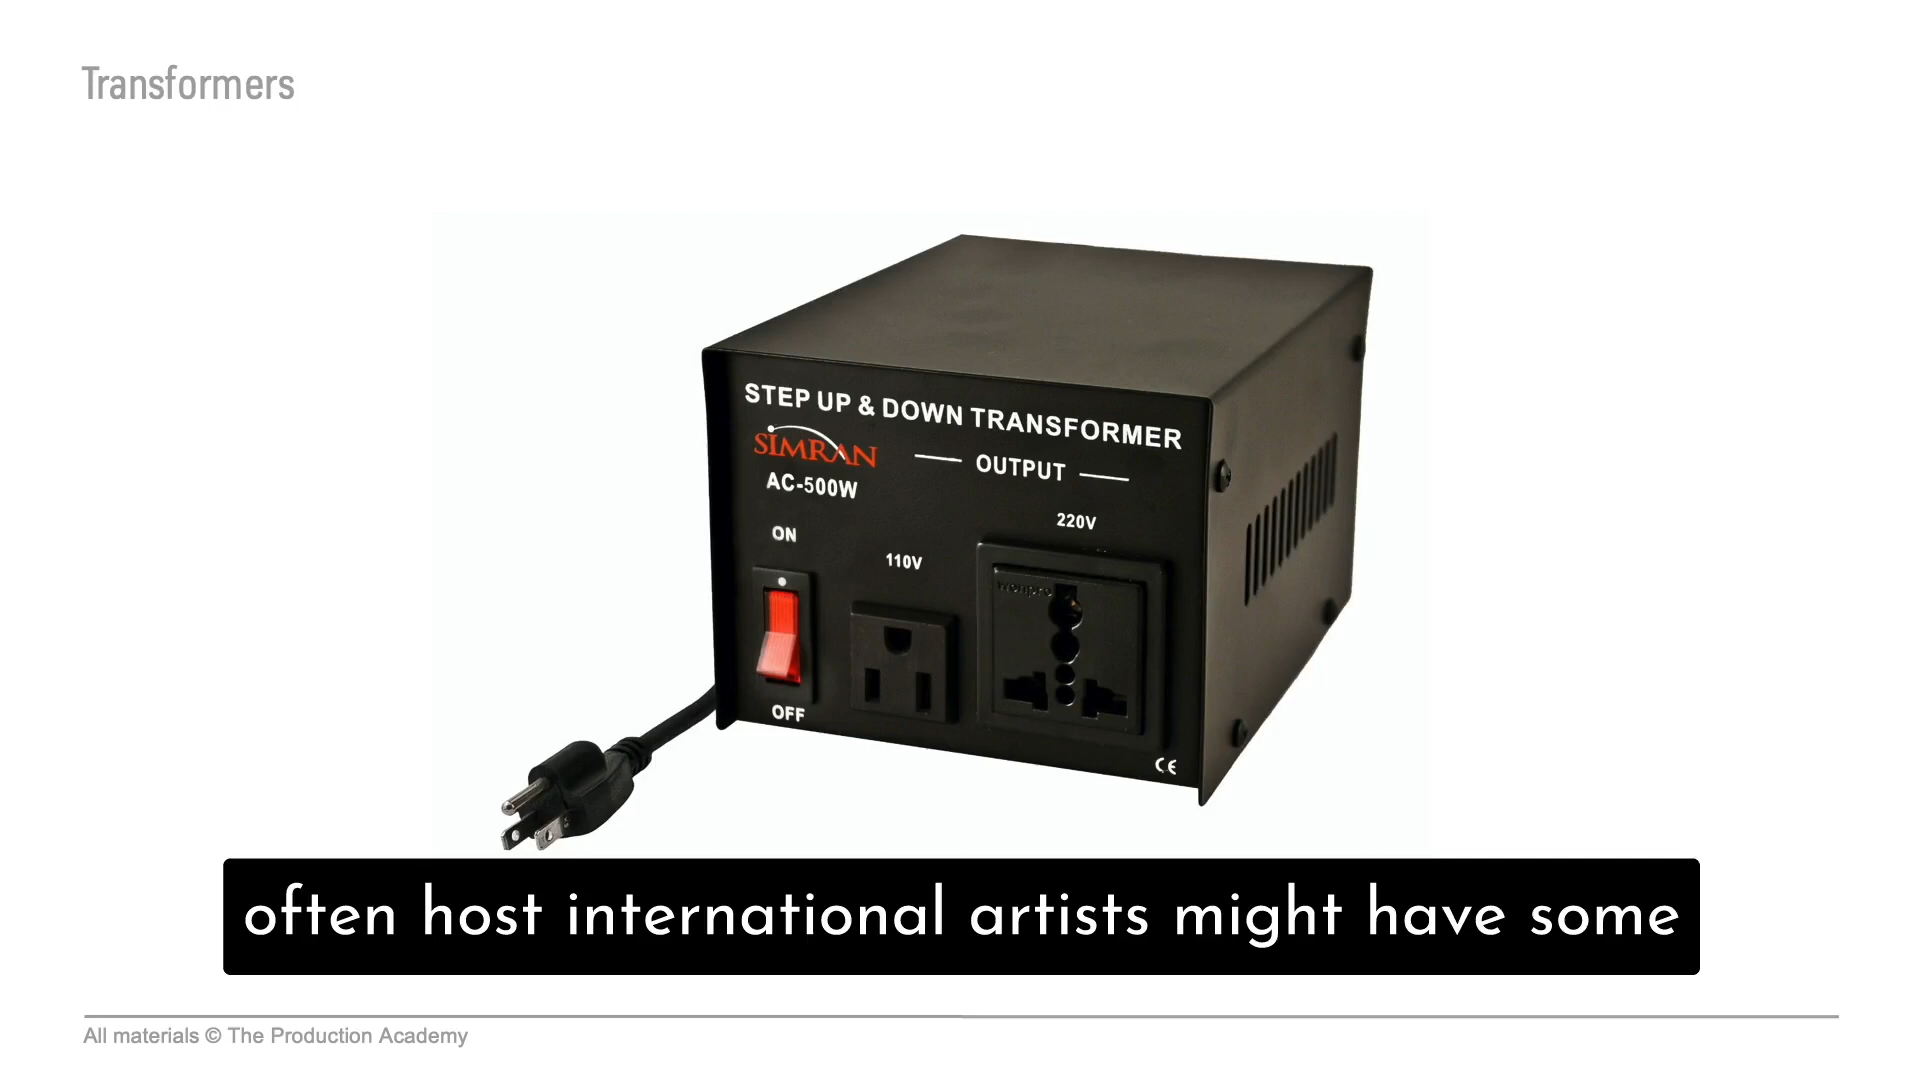 Transformers
STEP UP & DOWN TRANSFORMER
SIMRAN
OUTPUT
AC-500W
220V
ON
110V
wonpro
OFF
CE
often host international artists might have some
All materials © The Production Academy